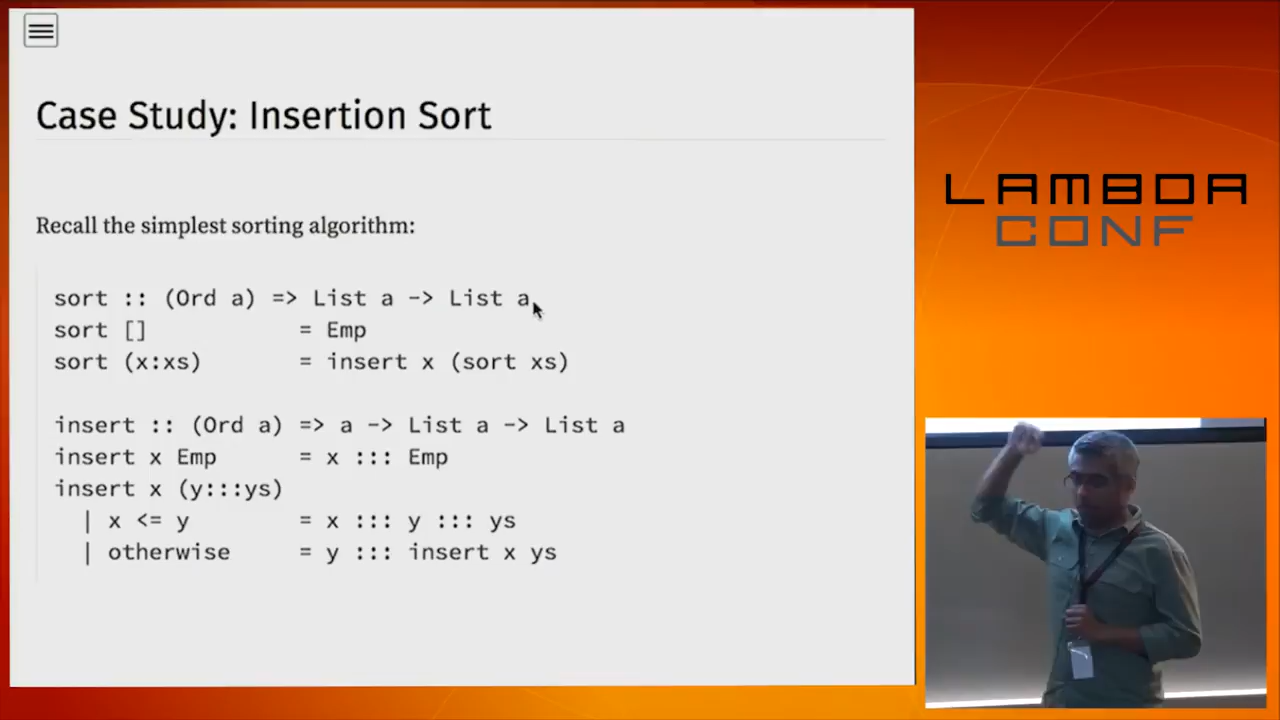 Case Study: Insertion Sort
Recall the simplest sorting algorithm:
sort :: (Ord a) => List a -> List a
sort [] = Emp
sort (x:xs) = insert x (sort xs)
insert :: (Ord a) => a -> List a -> List a
insert x Emp = x ::: Emp
insert x (y:::ys)
| x <= y = x ::: y ::: ys
| otherwise = y ::: insert x ys
LAMBDA
CONF